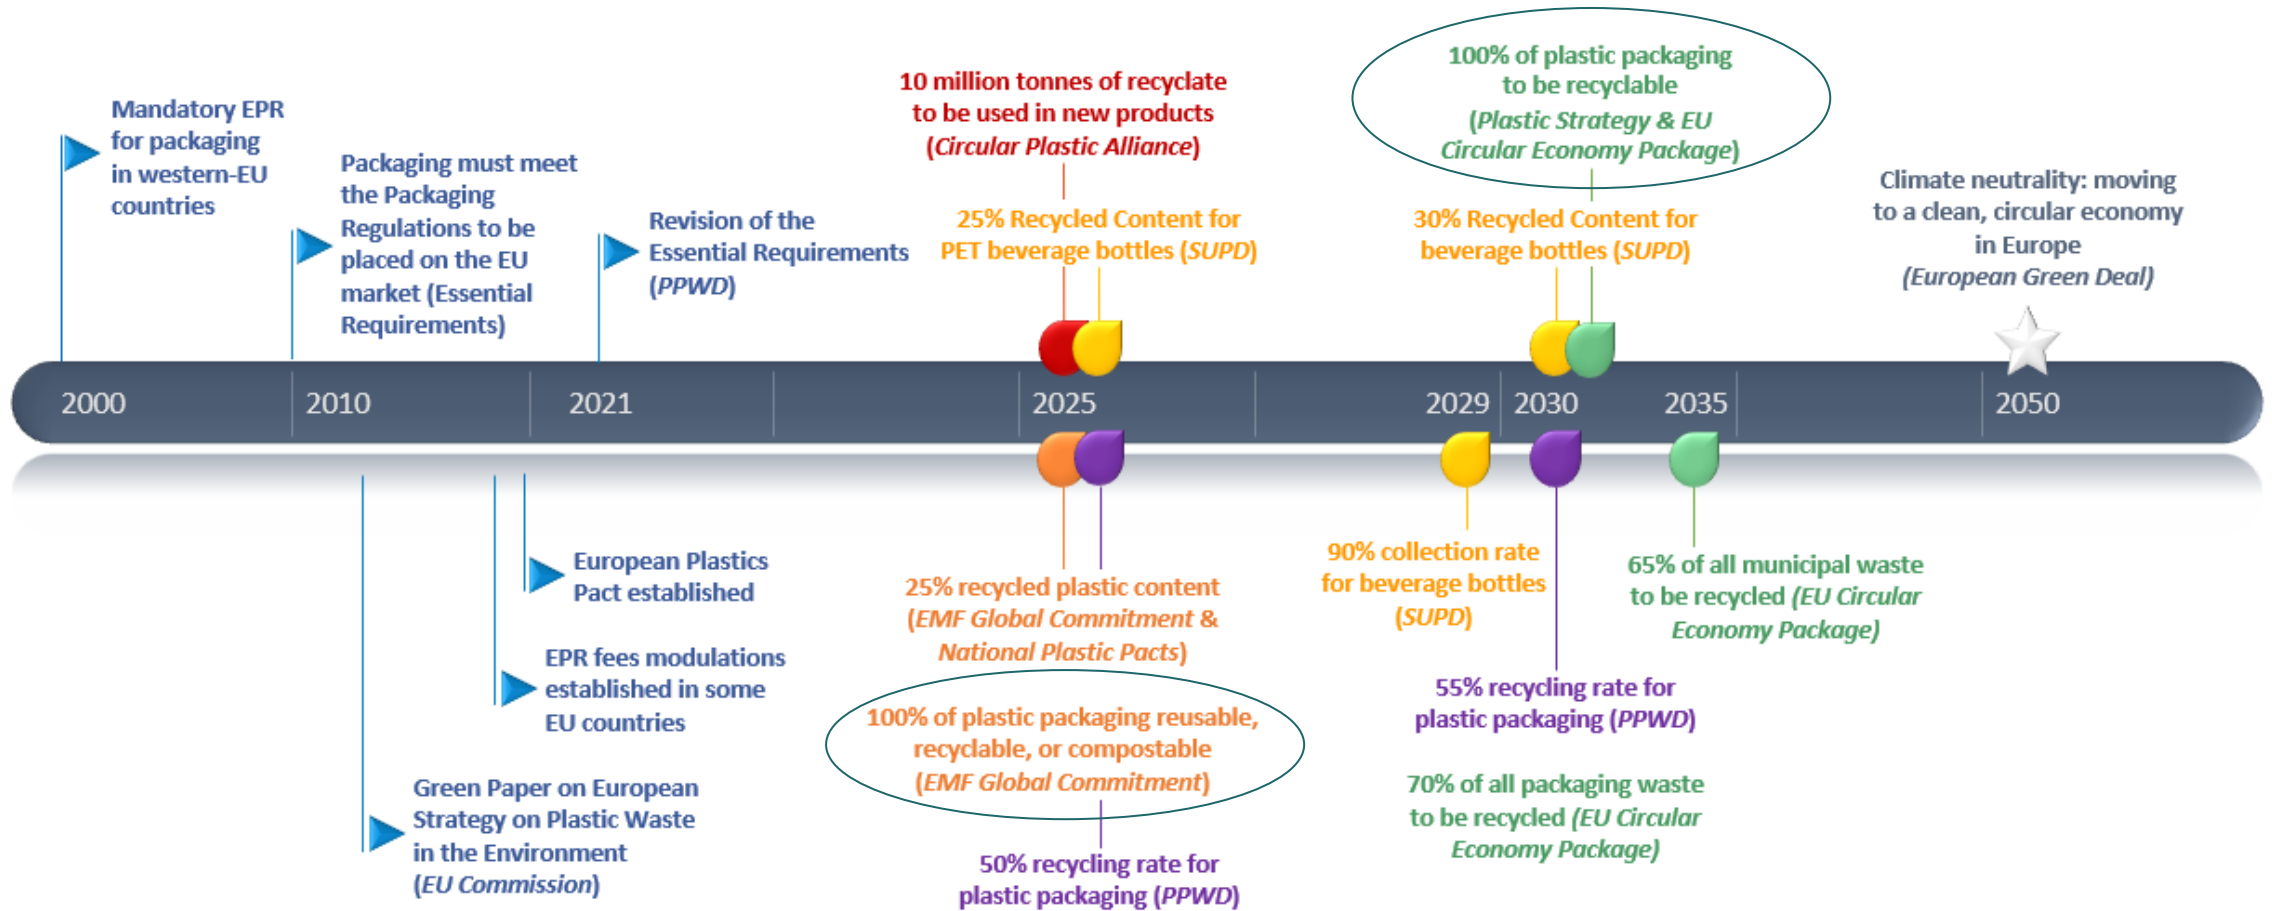 Mandatory EPR
for packaging
in western-EU
countries
Packaging must meet
the Packaging
Regulations to be
placed on the EU
market (Essential
Requirements)
Revision of the
Essential Requirements
(PPWD)
10 million tonnes of recyclate
to be used in new products
(Circular Plastic Alliance)
25% Recycled Content for
PET beverage bottles (SUPD)
100% of plastic packaging
to be recyclable
(Plastic Strategy & EU
Circular Economy Package)
30% Recycled Content for
beverage bottles (SUPD)
Climate neutrality: moving
to a clean, circular economy
in Europe
(European Green Deal)
2000
2010
2021
2025
2029
2030
2035
2050
European Plastics
Pact established
EPR fees modulations
established in some
EU countries
Green Paper on European
Strategy on Plastic Waste
in the Environment
(EU Commission)
25% recycled plastic content
(EMF Global Commitment &
National Plastic Pacts)
100% of plastic packaging reusable,
recyclable, or compostable
(EMF Global Commitment)
50% recycling rate for
plastic packaging (PPWD)
90% collection rate
for beverage bottles
(SUPD)
55% recycling rate for
plastic packaging (PPWD)
70% of all packaging waste
to be recycled (EU Circular
Economy Package)
65% of all municipal waste
to be recycled (EU Circular
Economy Package)